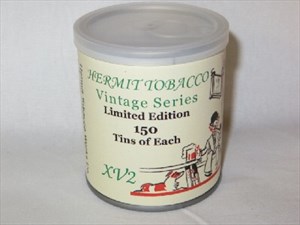 HERMIT TOBACCO
Vintage Series
Limited Edition
150
Tins of Each
XV2